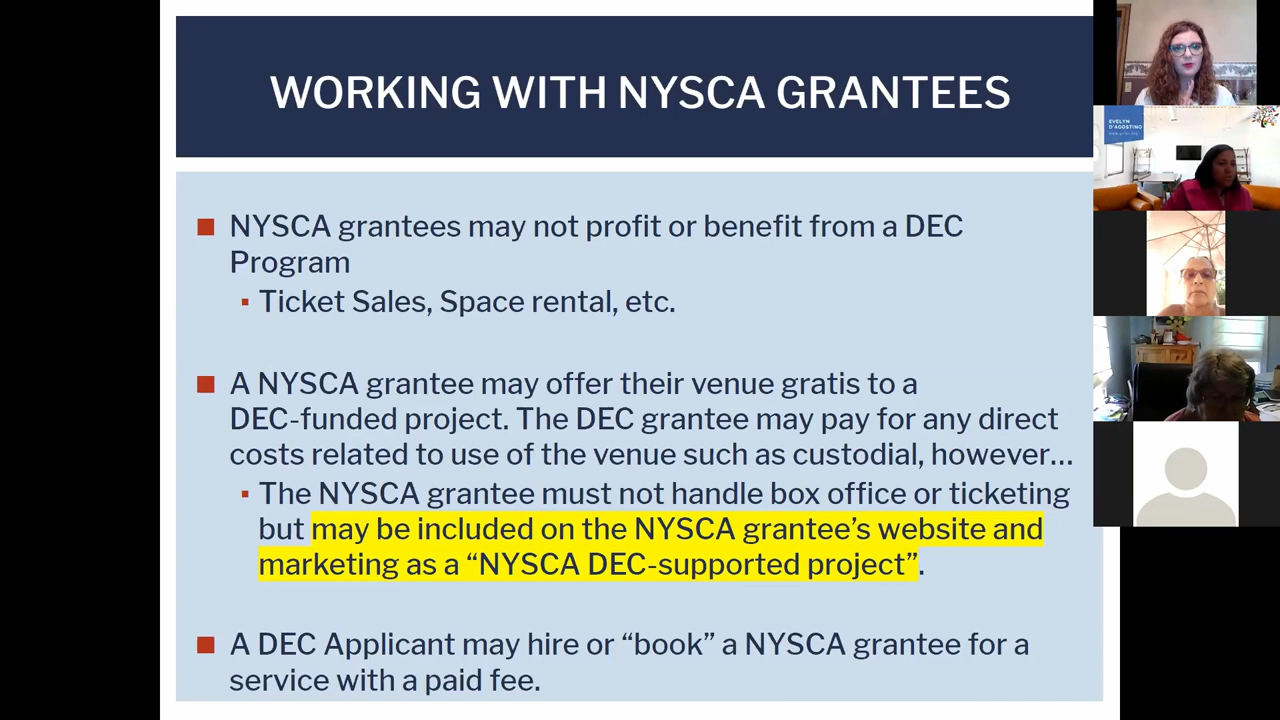 WORKING WITH NYSCA GRANTEES
NYSCA grantees may not profit or benefit from a DEC
Program
Ticket Sales, Space rental, etc.
A NYSCA grantee may offer their venue gratis to a
DEC-funded project. The DEC grantee may pay for any direct
costs related to use of the venue such as custodial, however…
The NYSCA grantee must not handle box office or ticketing
but may be included on the NYSCA grantee’s website and
marketing as a “NYSCA DEC-supported project”.
A DEC Applicant may hire or “book” a NYSCA grantee for a
service with a paid fee.
EVELYN
D'AGOSTINO